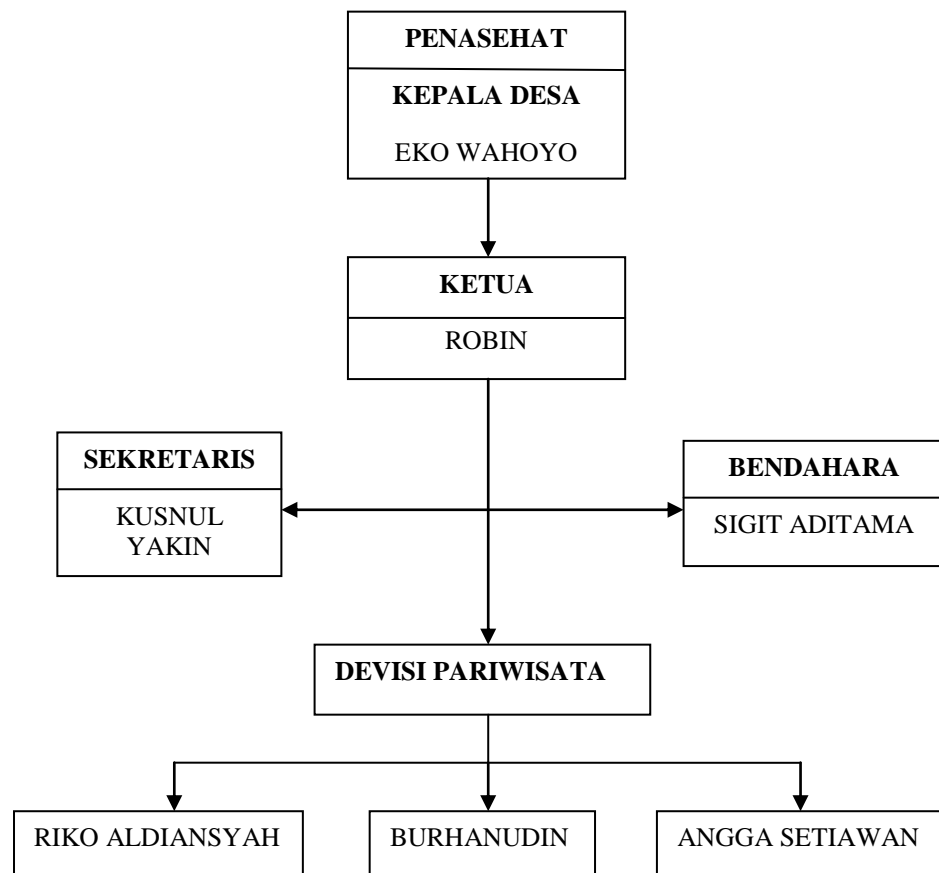 PENASEHAT
KEPALA DESA
EKO WAHOYO
KETUA
ROBIN
SEKRETARIS
KUSNUL
YAKIN
BENDAHARA
SIGIT ADITAMA
DEVISI PARIWISATA
RIKO ALDIANSYAH
BURHANUDIN
ANGGA SETIAWAN